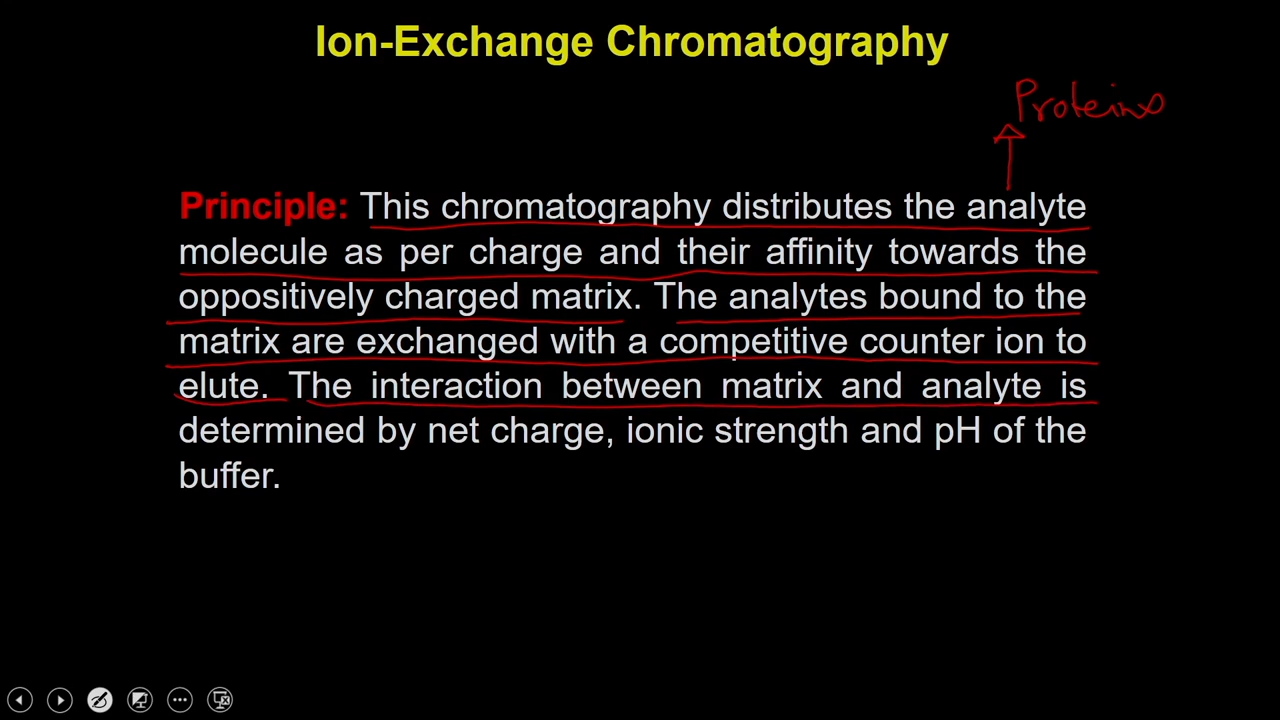 Ion-Exchange Chromatography
Proteins
Principle: This chromatography distributes the analyte
molecule as per charge and their affinity towards the
oppositively charged matrix. The analytes bound to the
matrix are exchanged with a competitive counter ion to
elute. The interaction between matrix and analyte is
determined by net charge, ionic strength and pH of the
buffer.